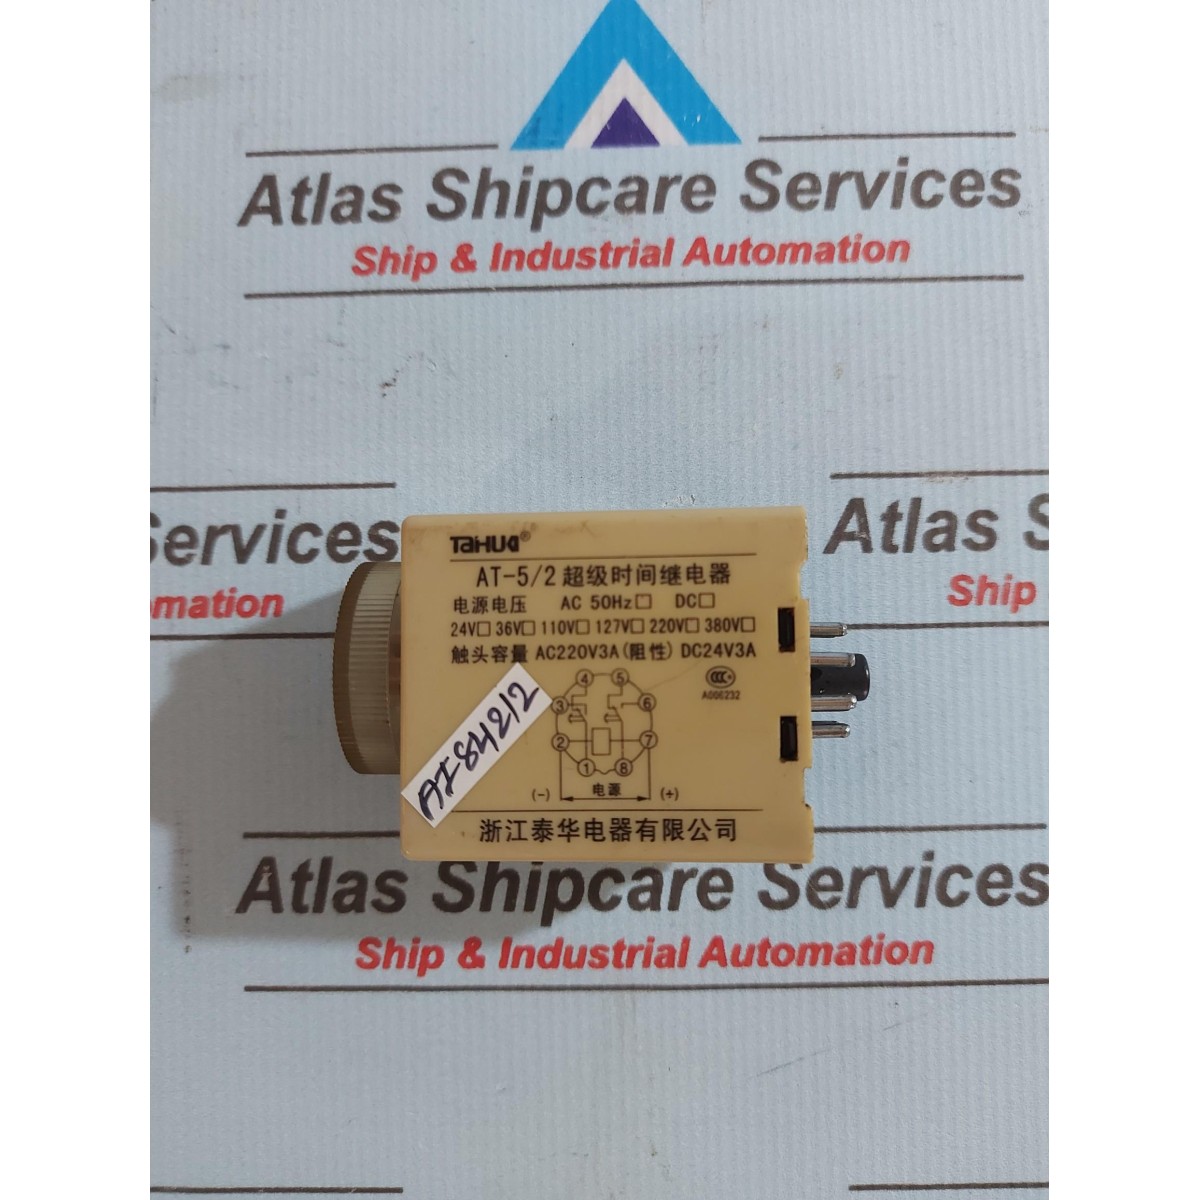 Atlas Shipcare Services
Ship & Industrial Automation
Services
mation
Atlas Ser
Ship
TAHUA®
AT-5/2 超级时间继电器
电源电压 AC 50Hz□ DC□
24V□ 36V□ 110V□ 127V□ 220V□ 380V□
触头容量 AC220V3A(阻性) DC24V3A
CCC
A006232
4 5
3 6
2 7
1 8
(-) 电源 (+)
AI84212
浙江泰华电器有限公司
Atlas Shipcare Services
Ship & Industrial Automation